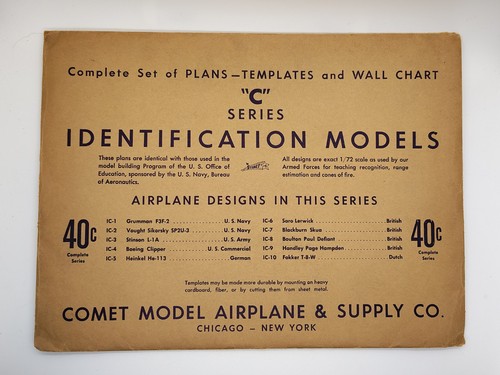 Complete Set of PLANS—TEMPLATES and WALL CHART
"C"
SERIES
IDENTIFICATION MODELS
These plans are identical with those used in the
model building Program of the U. S. Office of
Education, sponsored by the U. S. Navy, Bureau
of Aeronautics.
COMET
All designs are exact 1/72 scale as used by our
Armed Forces for teaching recognition, range
estimation and cones of fire.
AIRPLANE DESIGNS IN THIS SERIES
40c
Complete
Series
IC-1 Grumman F3F-2 . . . . U. S. Navy
IC-2 Vought Sikorsky SP2U-3 . . U. S. Navy
IC-3 Stinson L-1A . . . . U. S. Army
IC-4 Boeing Clipper . . . U. S. Commercial
IC-5 Heinkel He-113 . . . . German
IC-6 Saro Lerwick . . . . British
IC-7 Blackburn Skua . . . . British
IC-8 Boulton Paul Defiant . . . British
IC-9 Handley Page Hampden . . . British
IC-10 Fokker T-8-W . . . . Dutch
40c
Complete
Series
Templates may be made more durable by mounting on heavy
cardboard, fiber, or by cutting them from sheet metal.
COMET MODEL AIRPLANE & SUPPLY CO.
CHICAGO – NEW YORK